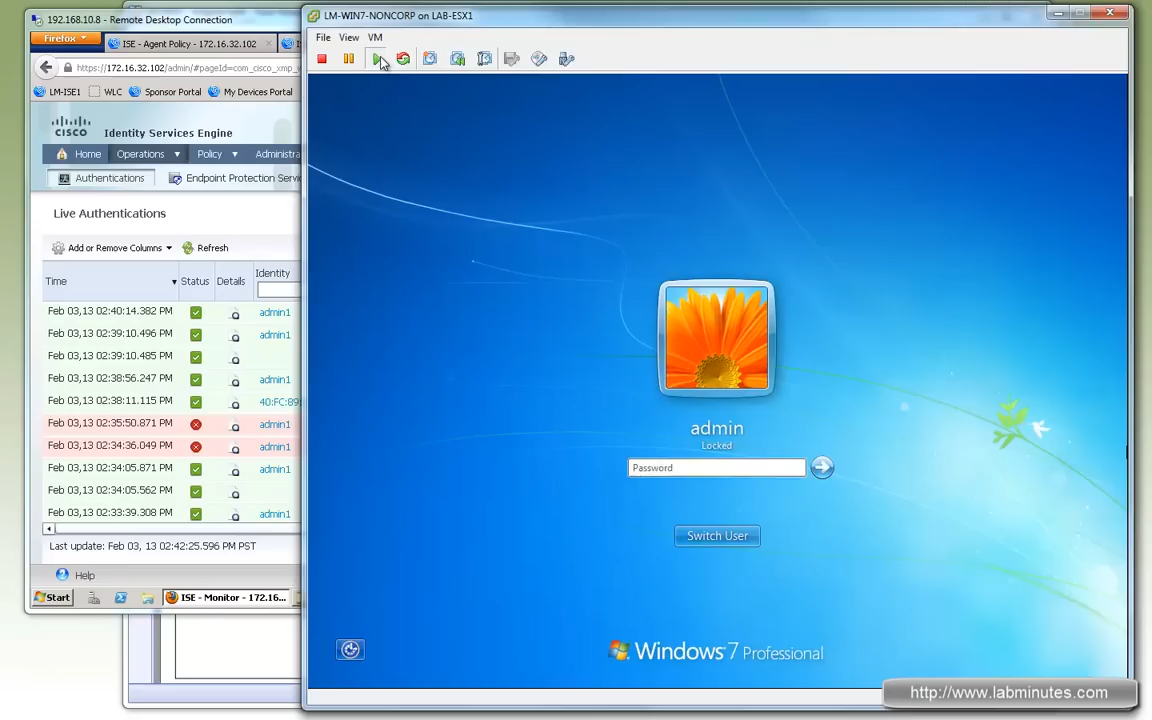 192.168.10.8 - Remote Desktop Connection
Firefox
ISE - Agent Policy - 172.16.32.102
https://172.16.32.102/admin/#pageId=com_cisco_xmp_
LM-ISE1
WLC
Sponsor Portal
My Devices Portal
CISCO
Identity Services Engine
Home
Operations
Policy
Authentications
Live Authentications
Add or Remove Columns
Refresh
Time
Status
Details
Identity
Feb 03,13 02:40:14.382 PM
admin1
Feb 03,13 02:39:10.496 PM
admin1
Feb 03,13 02:39:10.485 PM
Feb 03,13 02:38:56.247 PM
admin1
Feb 03,13 02:38:11.115 PM
Feb 03,13 02:35:50.871 PM
admin1
Feb 03,13 02:34:36.049 PM
admin1
Feb 03,13 02:34:05.871 PM
admin1
Feb 03,13 02:34:05.562 PM
Feb 03,13 02:33:39.308 PM
admin1
Last update: Feb 03, 13 02:42:25.596 PM PST
Help
Start
ISE - Monitor - 172.16...
LM-WIN7-NONCORP on LAB-ESX1
File View VM
admin
Locked
Password
Switch User
Windows 7 Professional
http://www.labminutes.com